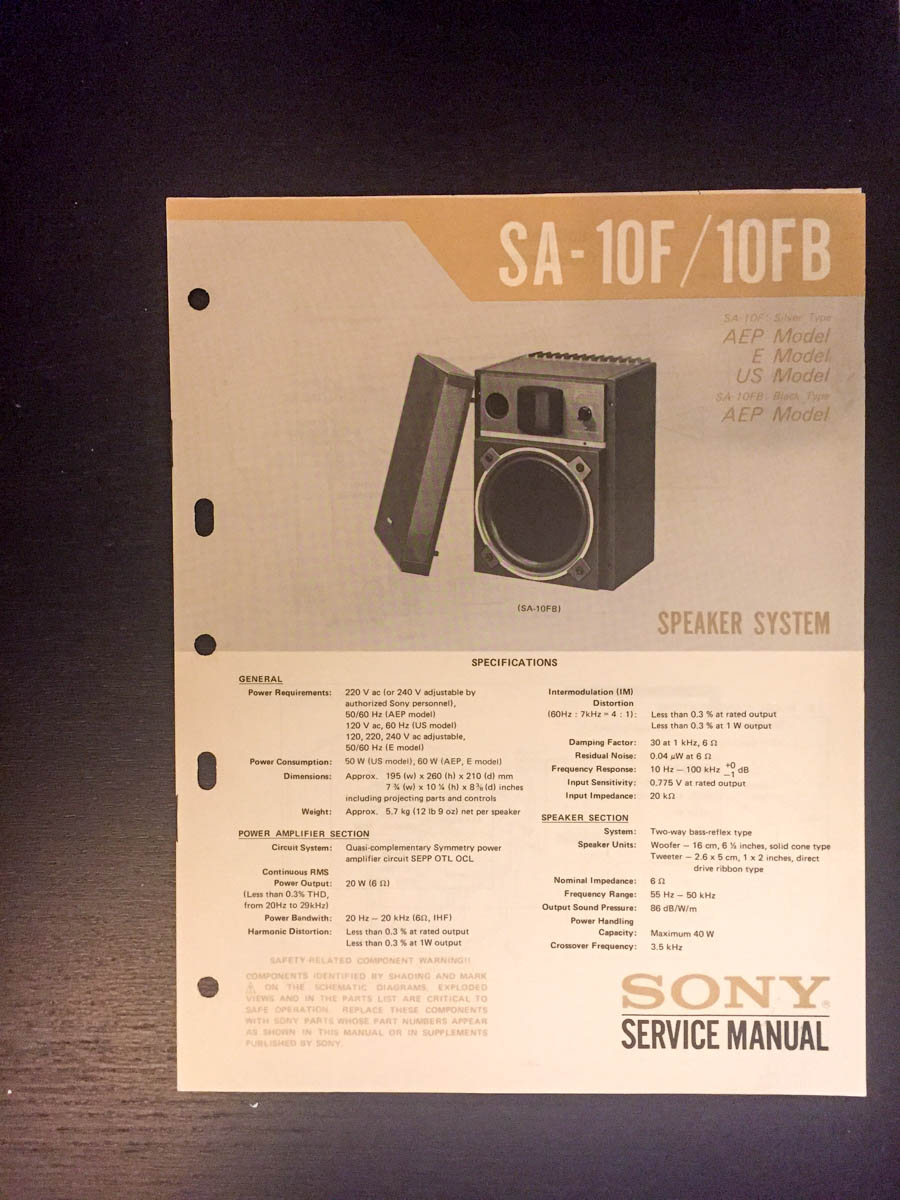 SA-10F/10FB
SA-10F: Silver Type
AEP Model
E Model
US Model
SA-10FB: Black Type
AEP Model
(SA-10FB)
SPEAKER SYSTEM
SPECIFICATIONS
GENERAL
Power Requirements: 220 V ac (or 240 V adjustable by
authorized Sony personnel),
50/60 Hz (AEP model)
120 V ac, 60 Hz (US model)
120, 220, 240 V ac adjustable,
50/60 Hz (E model)
Power Consumption: 50 W (US model), 60 W (AEP, E model)
Dimensions: Approx. 195 (w) x 260 (h) x 210 (d) mm
7 ¾ (w) x 10 ¼ (h) x 8 ⅜ (d) inches
including projecting parts and controls
Weight: Approx. 5.7 kg (12 lb 9 oz) net per speaker
POWER AMPLIFIER SECTION
Circuit System: Quasi-complementary Symmetry power
amplifier circuit SEPP OTL OCL
Continuous RMS
Power Output: 20 W (6 Ω)
(Less than 0.3% THD,
from 20Hz to 29kHz)
Power Bandwith: 20 Hz – 20 kHz (6Ω, IHF)
Harmonic Distortion: Less than 0.3 % at rated output
Less than 0.3 % at 1W output
SAFETY-RELATED COMPONENT WARNING!!
COMPONENTS IDENTIFIED BY SHADING AND MARK
⚠ ON THE SCHEMATIC DIAGRAMS, EXPLODED
VIEWS AND IN THE PARTS LIST ARE CRITICAL TO
SAFE OPERATION. REPLACE THESE COMPONENTS
WITH SONY PARTS WHOSE PART NUMBERS APPEAR
AS SHOWN IN THIS MANUAL OR IN SUPPLEMENTS
PUBLISHED BY SONY.
Intermodulation (IM)
Distortion
(60Hz : 7kHz = 4 : 1): Less than 0.3 % at rated output
Less than 0.3 % at 1 W output
Damping Factor: 30 at 1 kHz, 6 Ω
Residual Noise: 0.04 μW at 6 Ω
Frequency Response: 10 Hz – 100 kHz +0 −1 dB
Input Sensitivity: 0.775 V at rated output
Input Impedance: 20 kΩ
SPEAKER SECTION
System: Two-way bass-reflex type
Speaker Units: Woofer – 16 cm, 6 ½ inches, solid cone type
Tweeter – 2.6 x 5 cm, 1 x 2 inches, direct
drive ribbon type
Nominal Impedance: 6 Ω
Frequency Range: 55 Hz – 50 kHz
Output Sound Pressure: 86 dB/W/m
Power Handling
Capacity: Maximum 40 W
Crossover Frequency: 3.5 kHz
SONY®
SERVICE MANUAL